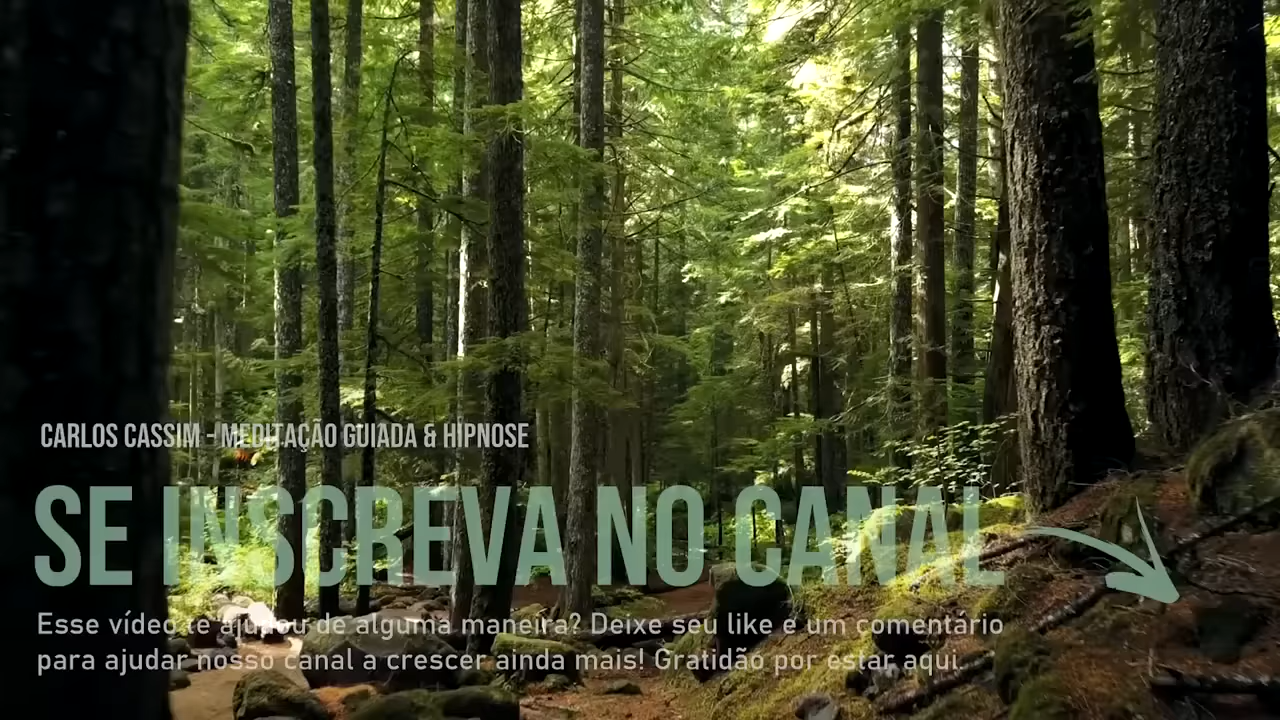 CARLOS CASSIM - MEDITAÇÃO GUIADA & HIPNOSE
SE INSCREVA NO CANAL
Esse vídeo te ajudou de alguma maneira? Deixe seu like e um comentário
para ajudar nosso canal a crescer ainda mais! Gratidão por estar aqui.